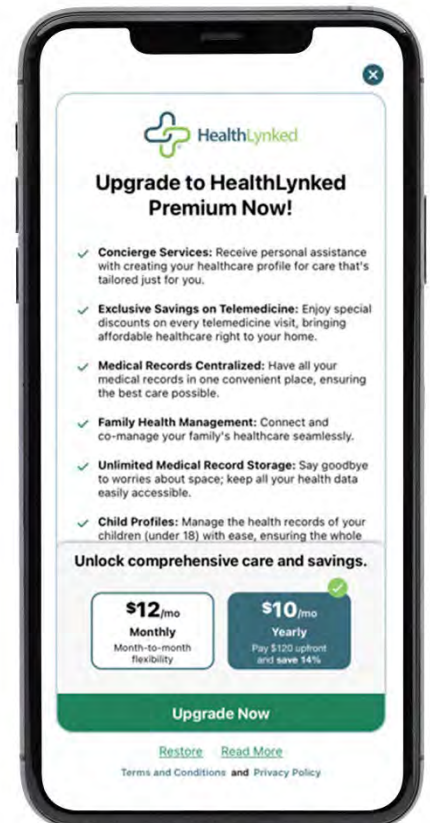 HealthLynked
Upgrade to HealthLynked
Premium Now!
Concierge Services: Receive personal assistance
with creating your healthcare profile for care that's
tailored just for you.
Exclusive Savings on Telemedicine: Enjoy special
discounts on every telemedicine visit, bringing
affordable healthcare right to your home.
Medical Records Centralized: Have all your
medical records in one convenient place, ensuring
the best care possible.
Family Health Management: Connect and
co-manage your family's healthcare seamlessly.
Unlimited Medical Record Storage: Say goodbye
to worries about space; keep all your health data
easily accessible.
Child Profiles: Manage the health records of your
children (under 18) with ease, ensuring the whole
Unlock comprehensive care and savings.
$12/mo
Monthly
Month-to-month
flexibility
$10/mo
Yearly
Pay $120 upfront
and save 14%
Upgrade Now
Restore Read More
Terms and Conditions and Privacy Policy